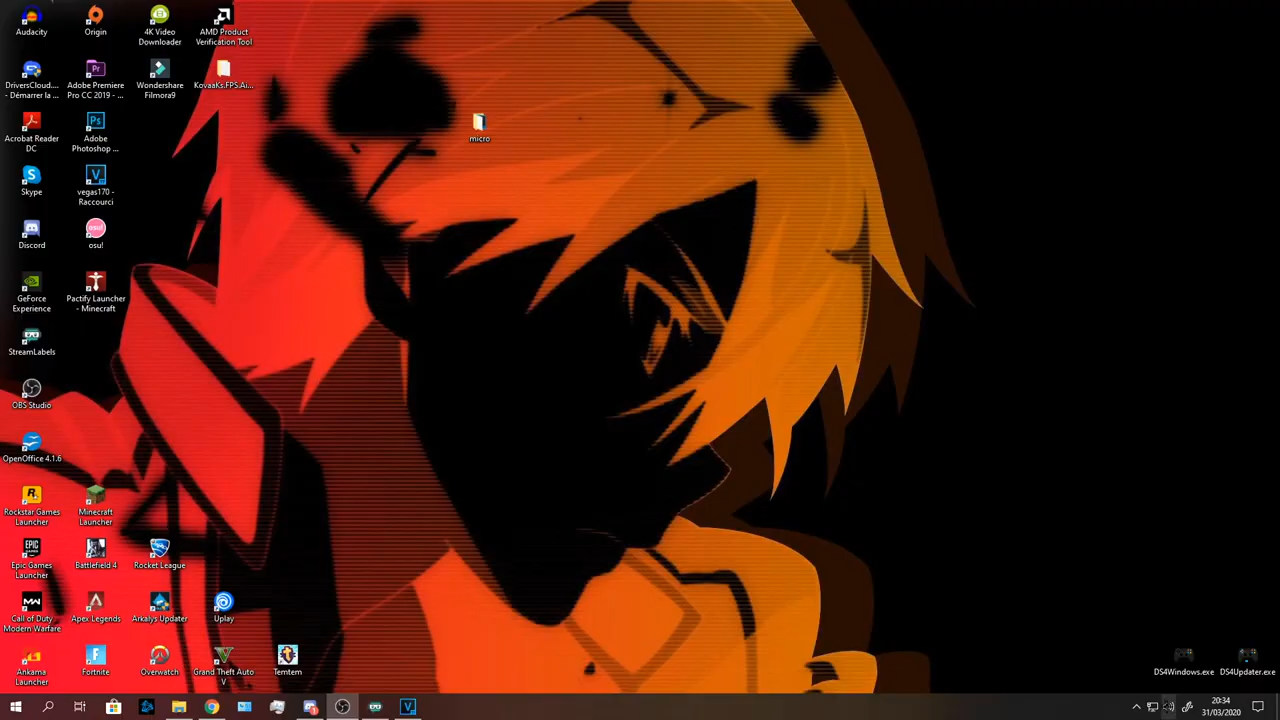 Audacity
Origin
4K Video
Downloader
AMD Product
Verification Tool
DriversCloud....
- Démarrer la ...
Adobe Premiere
Pro CC 2019 - ...
Wondershare
Filmora9
KovaaKs.FPS.Ai...
Acrobat Reader
DC
Adobe
Photoshop ...
micro
Skype
vegas170 -
Raccourci
Discord
osu!
GeForce
Experience
Pactify Launcher
- Minecraft
StreamLabels
OBS Studio
OpenOffice 4.1.6
Rockstar Games
Launcher
Minecraft
Launcher
Epic Games
Launcher
Battlefield 4
Rocket League
Call of Duty
Modern Warfare
Apex Legends
Arkalys Updater
Uplay
Ankama
Launcher
Fortnite
Overwatch
Grand Theft Auto
V
Temtem
DS4Windows.exe
DS4Updater.exe
20:34
31/03/2020